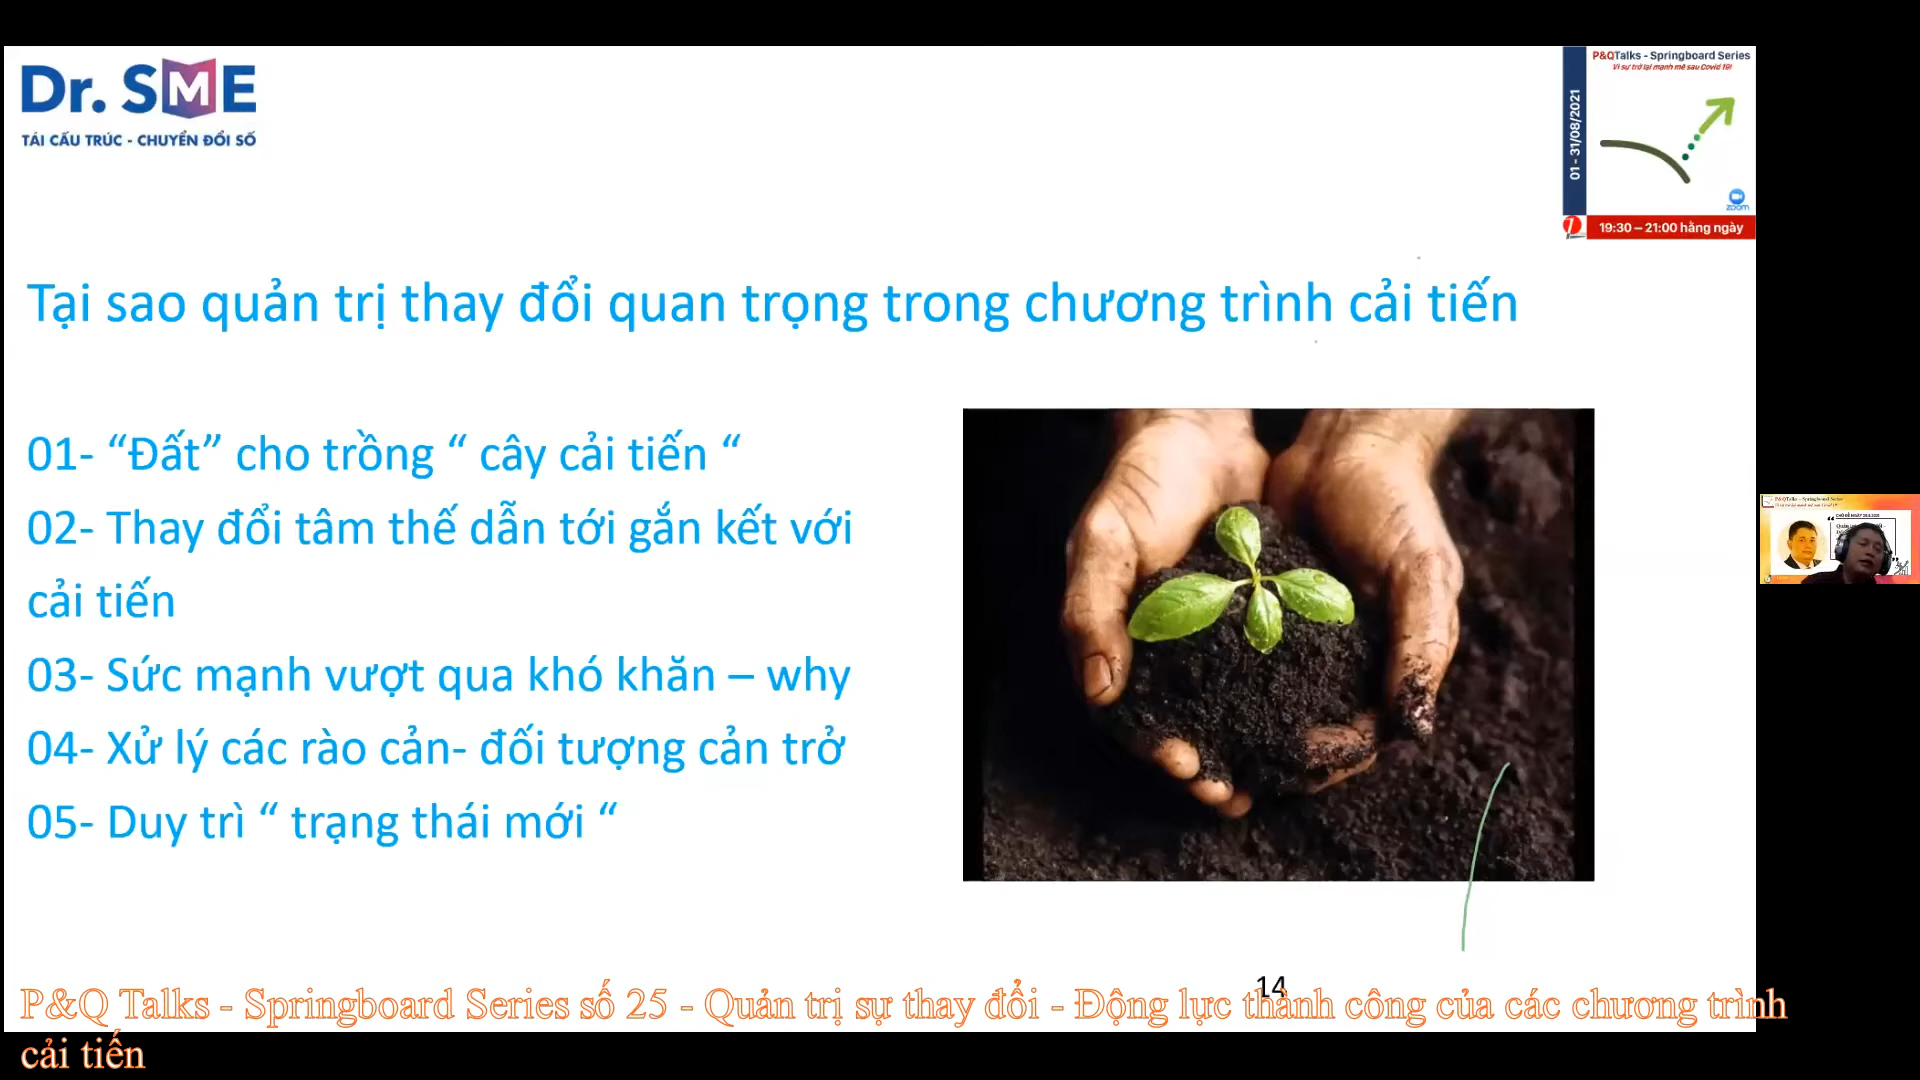 Dr. SME
TÁI CẤU TRÚC - CHUYỂN ĐỔI SỐ
P&QTalks - Springboard Series
Vì sự trở lại mạnh mẽ sau Covid 19!
01 - 31/08/2021
zoom
19:30 – 21:00 hằng ngày
Tại sao quản trị thay đổi quan trọng trong chương trình cải tiến
01- “Đất” cho trồng “ cây cải tiến “
02- Thay đổi tâm thế dẫn tới gắn kết với
cải tiến
03- Sức mạnh vượt qua khó khăn – why
04- Xử lý các rào cản- đối tượng cản trở
05- Duy trì “ trạng thái mới “
P&QTalks - Springboard Series
14
P&Q Talks - Springboard Series số 25 - Quản trị sự thay đổi - Động lực thành công của các chương trình
cải tiến